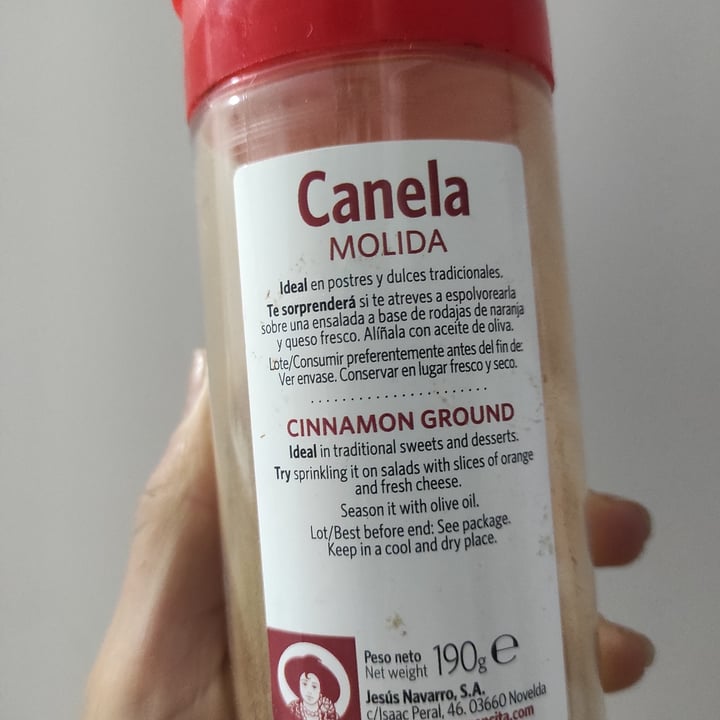 Canela
MOLIDA
Ideal en postres y dulces tradicionales.
Te sorprenderá si te atreves a espolvorearla
sobre una ensalada a base de rodajas de naranja
y queso fresco. Alíñala con aceite de oliva.
Lote/Consumir preferentemente antes del fin de:
Ver envase. Conservar en lugar fresco y seco.
CINNAMON GROUND
Ideal in traditional sweets and desserts.
Try sprinkling it on salads with slices of orange
and fresh cheese.
Season it with olive oil.
Lot/Best before end: See package.
Keep in a cool and dry place.
Peso neto
Net weight 190g e
Jesús Navarro, S.A.
c/Isaac Peral, 46. 03660 Novelda